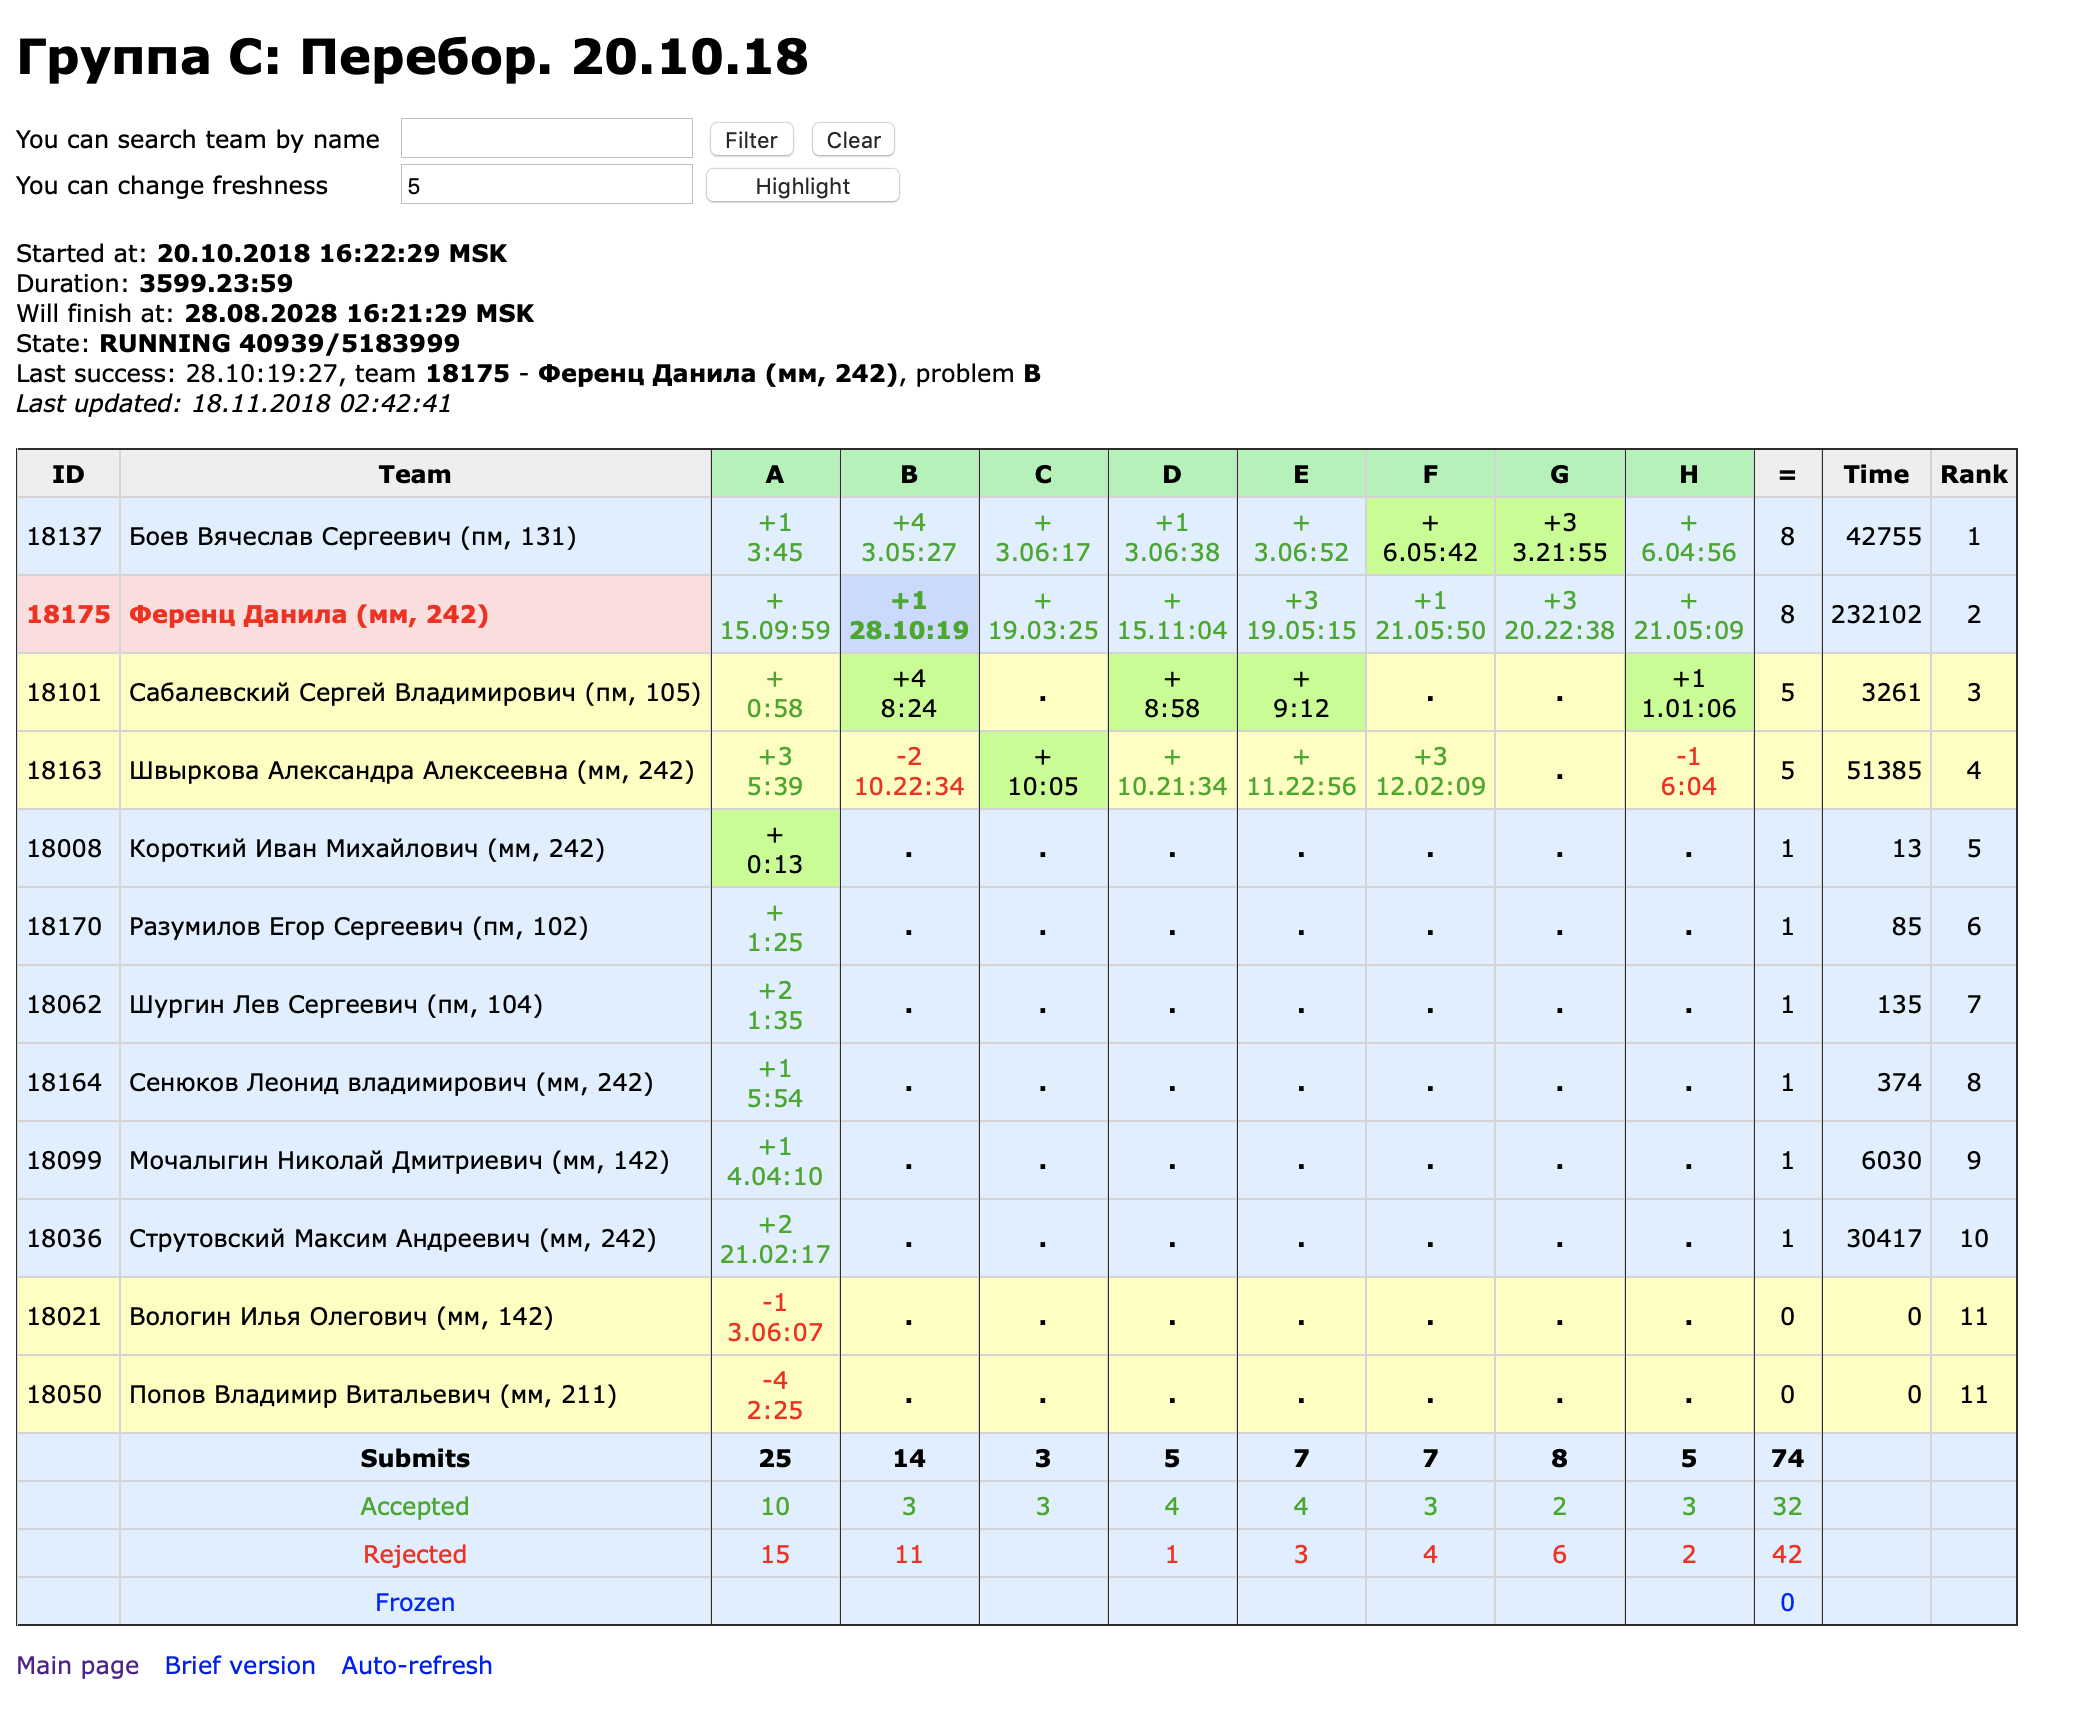 Группа C: Перебор. 20.10.18
You can search team by name Filter Clear
You can change freshness 5 Highlight
Started at: 20.10.2018 16:22:29 MSK
Duration: 3599.23:59
Will finish at: 28.08.2028 16:21:29 MSK
State: RUNNING 40939/5183999
Last success: 28.10:19:27, team 18175 - Ференц Данила (мм, 242), problem B
Last updated: 18.11.2018 02:42:41
ID Team A B C D E F G H = Time Rank
+1 +4 + +1 + + +3 +
18137 Боев Вячеслав Сергеевич (пм, 131) 8 42755 1
3:45 3.05:27 3.06:17 3.06:38 3.06:52 6.05:42 3.21:55 6.04:56
+ +1 + + +3 +1 +3 +
18175 Ференц Данила (мм, 242) 8 232102 2
15.09:59 28.10:19 19.03:25 15.11:04 19.05:15 21.05:50 20.22:38 21.05:09
+ +4 + + +1
18101 Сабалевский Сергей Владимирович (пм, 105) . . . 5 3261 3
0:58 8:24 8:58 9:12 1.01:06
+3 -2 + + + +3 -1
18163 Швыркова Александра Алексеевна (мм, 242) . 5 51385 4
5:39 10.22:34 10:05 10.21:34 11.22:56 12.02:09 6:04
+
18008 Короткий Иван Михайлович (мм, 242) . . . . . . . 1 13 5
0:13
+
18170 Разумилов Егор Сергеевич (пм, 102) . . . . . . . 1 85 6
1:25
+2
18062 Шургин Лев Сергеевич (пм, 104) . . . . . . . 1 135 7
1:35
+1
18164 Сенюков Леонид владимирович (мм, 242) . . . . . . . 1 374 8
5:54
+1
18099 Мочалыгин Николай Дмитриевич (мм, 142) . . . . . . . 1 6030 9
4.04:10
+2
18036 Струтовский Максим Андреевич (мм, 242) . . . . . . . 1 30417 10
21.02:17
-1
18021 Вологин Илья Олегович (мм, 142) . . . . . . . 0 0 11
3.06:07
-4
18050 Попов Владимир Витальевич (мм, 211) . . . . . . . 0 0 11
2:25
Submits 25 14 3 5 7 7 8 5 74
Accepted 10 3 3 4 4 3 2 3 32
Rejected 15 11 1 3 4 6 2 42
Frozen 0
Main page Brief version Auto-refresh